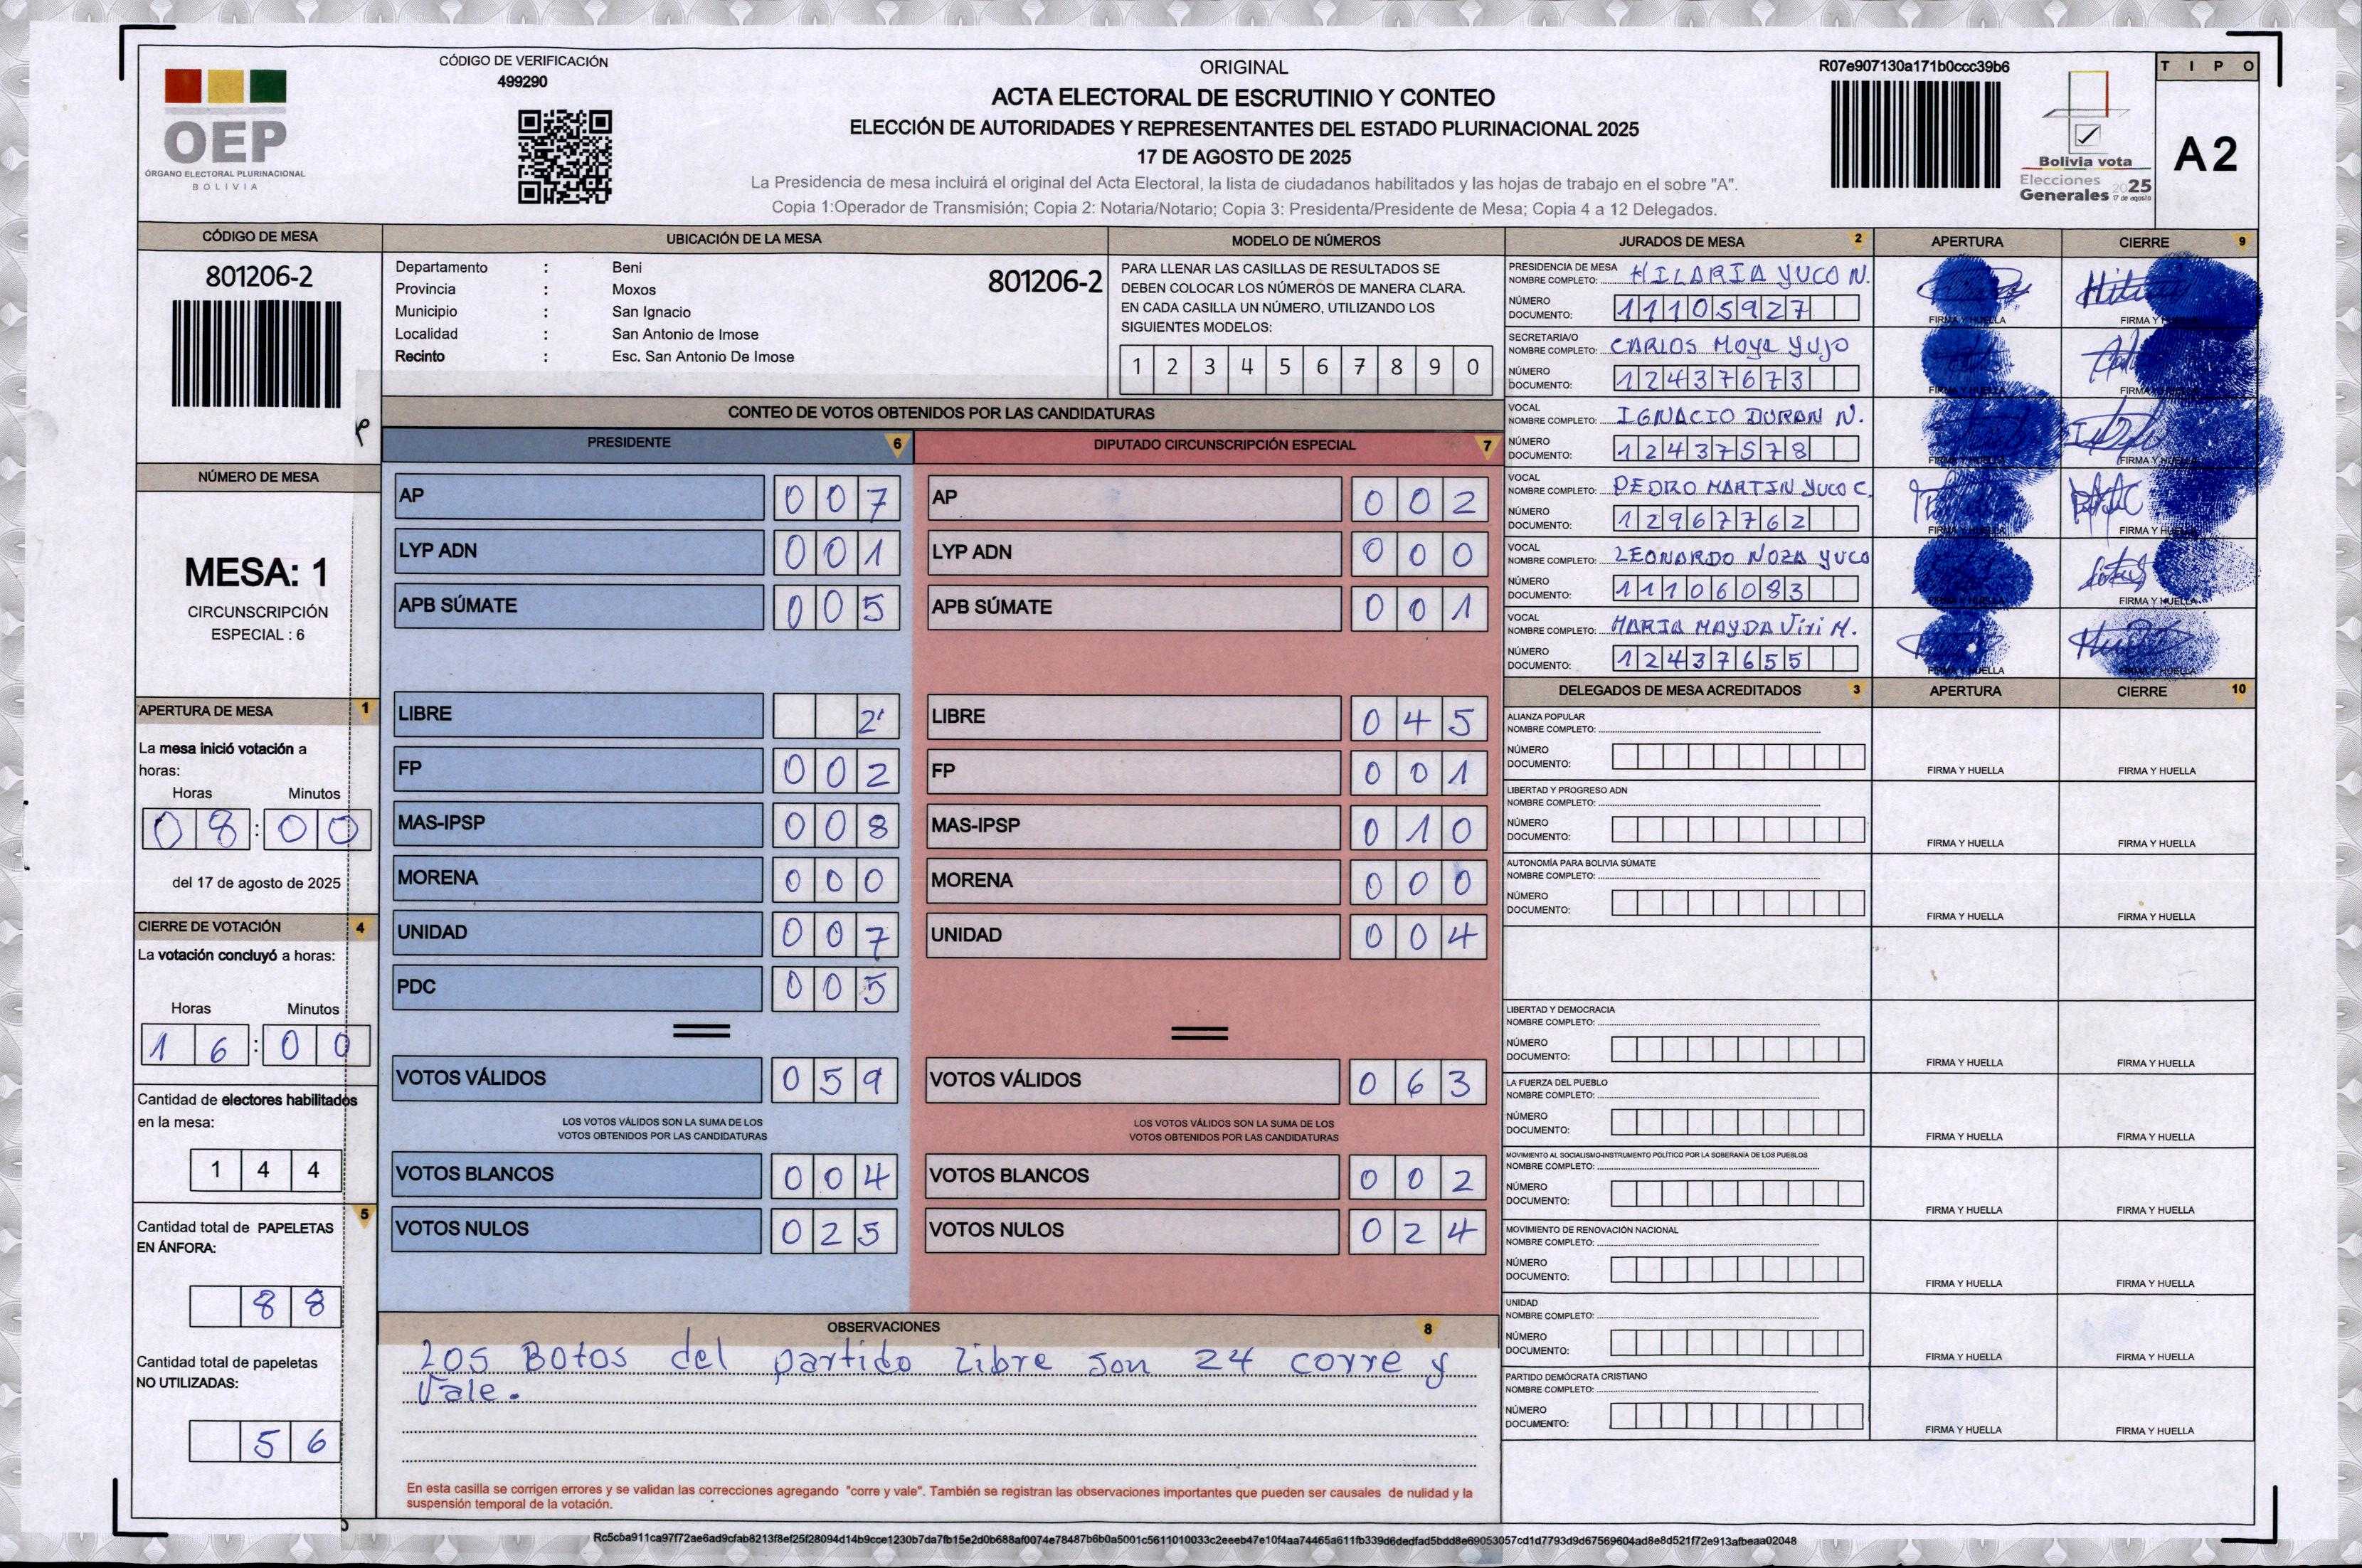 CÓDIGO DE VERIFICACIÓN
499290
OEP
ÓRGANO ELECTORAL PLURINACIONAL
BOLIVIA
ORIGINAL
ACTA ELECTORAL DE ESCRUTINIO Y CONTEO
ELECCIÓN DE AUTORIDADES Y REPRESENTANTES DEL ESTADO PLURINACIONAL 2025
17 DE AGOSTO DE 2025
La Presidencia de mesa incluirá el original del Acta Electoral, la lista de ciudadanos habilitados y las hojas de trabajo en el sobre "A".
Copia 1:Operador de Transmisión; Copia 2: Notaria/Notario; Copia 3: Presidenta/Presidente de Mesa; Copia 4 a 12 Delegados.
R07e907130a171b0ccc39b6
Bolivia vota
Elecciones
Generales 2025
17 de agosto
TIPO
A2
CÓDIGO DE MESA
801206-2
NÚMERO DE MESA
MESA: 1
CIRCUNSCRIPCIÓN
ESPECIAL : 6
APERTURA DE MESA 1
La mesa inició votación a
horas:
Horas Minutos
08:00
del 17 de agosto de 2025
CIERRE DE VOTACIÓN 4
La votación concluyó a horas:
Horas Minutos
16:00
Cantidad de electores habilitados
en la mesa:
144
5
Cantidad total de PAPELETAS
EN ÁNFORA:
88
Cantidad total de papeletas
NO UTILIZADAS:
56
UBICACIÓN DE LA MESA
Departamento : Beni
801206-2
Provincia : Moxos
Municipio : San Ignacio
Localidad : San Antonio de Imose
Recinto : Esc. San Antonio De Imose
MODELO DE NÚMEROS
PARA LLENAR LAS CASILLAS DE RESULTADOS SE
DEBEN COLOCAR LOS NÚMEROS DE MANERA CLARA.
EN CADA CASILLA UN NÚMERO, UTILIZANDO LOS
SIGUIENTES MODELOS:
1 2 3 4 5 6 7 8 9 0
CONTEO DE VOTOS OBTENIDOS POR LAS CANDIDATURAS
PRESIDENTE 6
AP 007
LYP ADN 001
APB SÚMATE 005
LIBRE 2
FP 002
MAS-IPSP 008
MORENA 000
UNIDAD 007
PDC 005
VOTOS VÁLIDOS 059
LOS VOTOS VÁLIDOS SON LA SUMA DE LOS
VOTOS OBTENIDOS POR LAS CANDIDATURAS
VOTOS BLANCOS 004
VOTOS NULOS 025
DIPUTADO CIRCUNSCRIPCIÓN ESPECIAL 7
AP 002
LYP ADN 000
APB SÚMATE 001
LIBRE 045
FP 001
MAS-IPSP 010
MORENA 000
UNIDAD 004
VOTOS VÁLIDOS 063
LOS VOTOS VÁLIDOS SON LA SUMA DE LOS
VOTOS OBTENIDOS POR LAS CANDIDATURAS
VOTOS BLANCOS 002
VOTOS NULOS 024
OBSERVACIONES 8
Los Botos del partido Libre son 24 corre y
Vale.
En esta casilla se corrigen errores y se validan las correcciones agregando "corre y vale". También se registran las observaciones importantes que pueden ser causales de nulidad y la
suspensión temporal de la votación.
JURADOS DE MESA 2 APERTURA CIERRE 9
PRESIDENCIA DE MESA
NOMBRE COMPLETO: HILARIA YUCO N.
NÚMERO
DOCUMENTO: 11105927
FIRMA Y HUELLA FIRMA Y
SECRETARIA/O
NOMBRE COMPLETO: CARLOS MOYA YUJO
NÚMERO
DOCUMENTO: 12437673
VOCAL
NOMBRE COMPLETO: IGNACIO DURAN N.
NÚMERO
DOCUMENTO: 12437578
VOCAL
NOMBRE COMPLETO: PEDRO MARTIN YUCO C.
NÚMERO
DOCUMENTO: 12967762
FIRMA Y HUELLA FIRMA Y HUELLA
VOCAL
NOMBRE COMPLETO: LEONARDO NOZA YUCO
NÚMERO
DOCUMENTO: 11106083
FIRMA Y HUELLA FIRMA Y HUELLA
VOCAL
NOMBRE COMPLETO: MARIA MAYDA Viri M.
NÚMERO
DOCUMENTO: 12437655
FIRMA Y HUELLA FIRMA Y HUELLA
DELEGADOS DE MESA ACREDITADOS 3 APERTURA CIERRE 10
ALIANZA POPULAR
NOMBRE COMPLETO:
NÚMERO
DOCUMENTO:
FIRMA Y HUELLA FIRMA Y HUELLA
LIBERTAD Y PROGRESO ADN
NOMBRE COMPLETO:
NÚMERO
DOCUMENTO:
FIRMA Y HUELLA FIRMA Y HUELLA
AUTONOMÍA PARA BOLIVIA SÚMATE
NOMBRE COMPLETO:
NÚMERO
DOCUMENTO:
FIRMA Y HUELLA FIRMA Y HUELLA
LIBERTAD Y DEMOCRACIA
NOMBRE COMPLETO:
NÚMERO
DOCUMENTO:
FIRMA Y HUELLA FIRMA Y HUELLA
LA FUERZA DEL PUEBLO
NOMBRE COMPLETO:
NÚMERO
DOCUMENTO:
FIRMA Y HUELLA FIRMA Y HUELLA
MOVIMIENTO AL SOCIALISMO-INSTRUMENTO POLÍTICO POR LA SOBERANÍA DE LOS PUEBLOS
NOMBRE COMPLETO:
NÚMERO
DOCUMENTO:
FIRMA Y HUELLA FIRMA Y HUELLA
MOVIMIENTO DE RENOVACIÓN NACIONAL
NOMBRE COMPLETO:
NÚMERO
DOCUMENTO:
FIRMA Y HUELLA FIRMA Y HUELLA
UNIDAD
NOMBRE COMPLETO:
NÚMERO
DOCUMENTO:
FIRMA Y HUELLA FIRMA Y HUELLA
PARTIDO DEMÓCRATA CRISTIANO
NOMBRE COMPLETO:
NÚMERO
DOCUMENTO:
FIRMA Y HUELLA FIRMA Y HUELLA